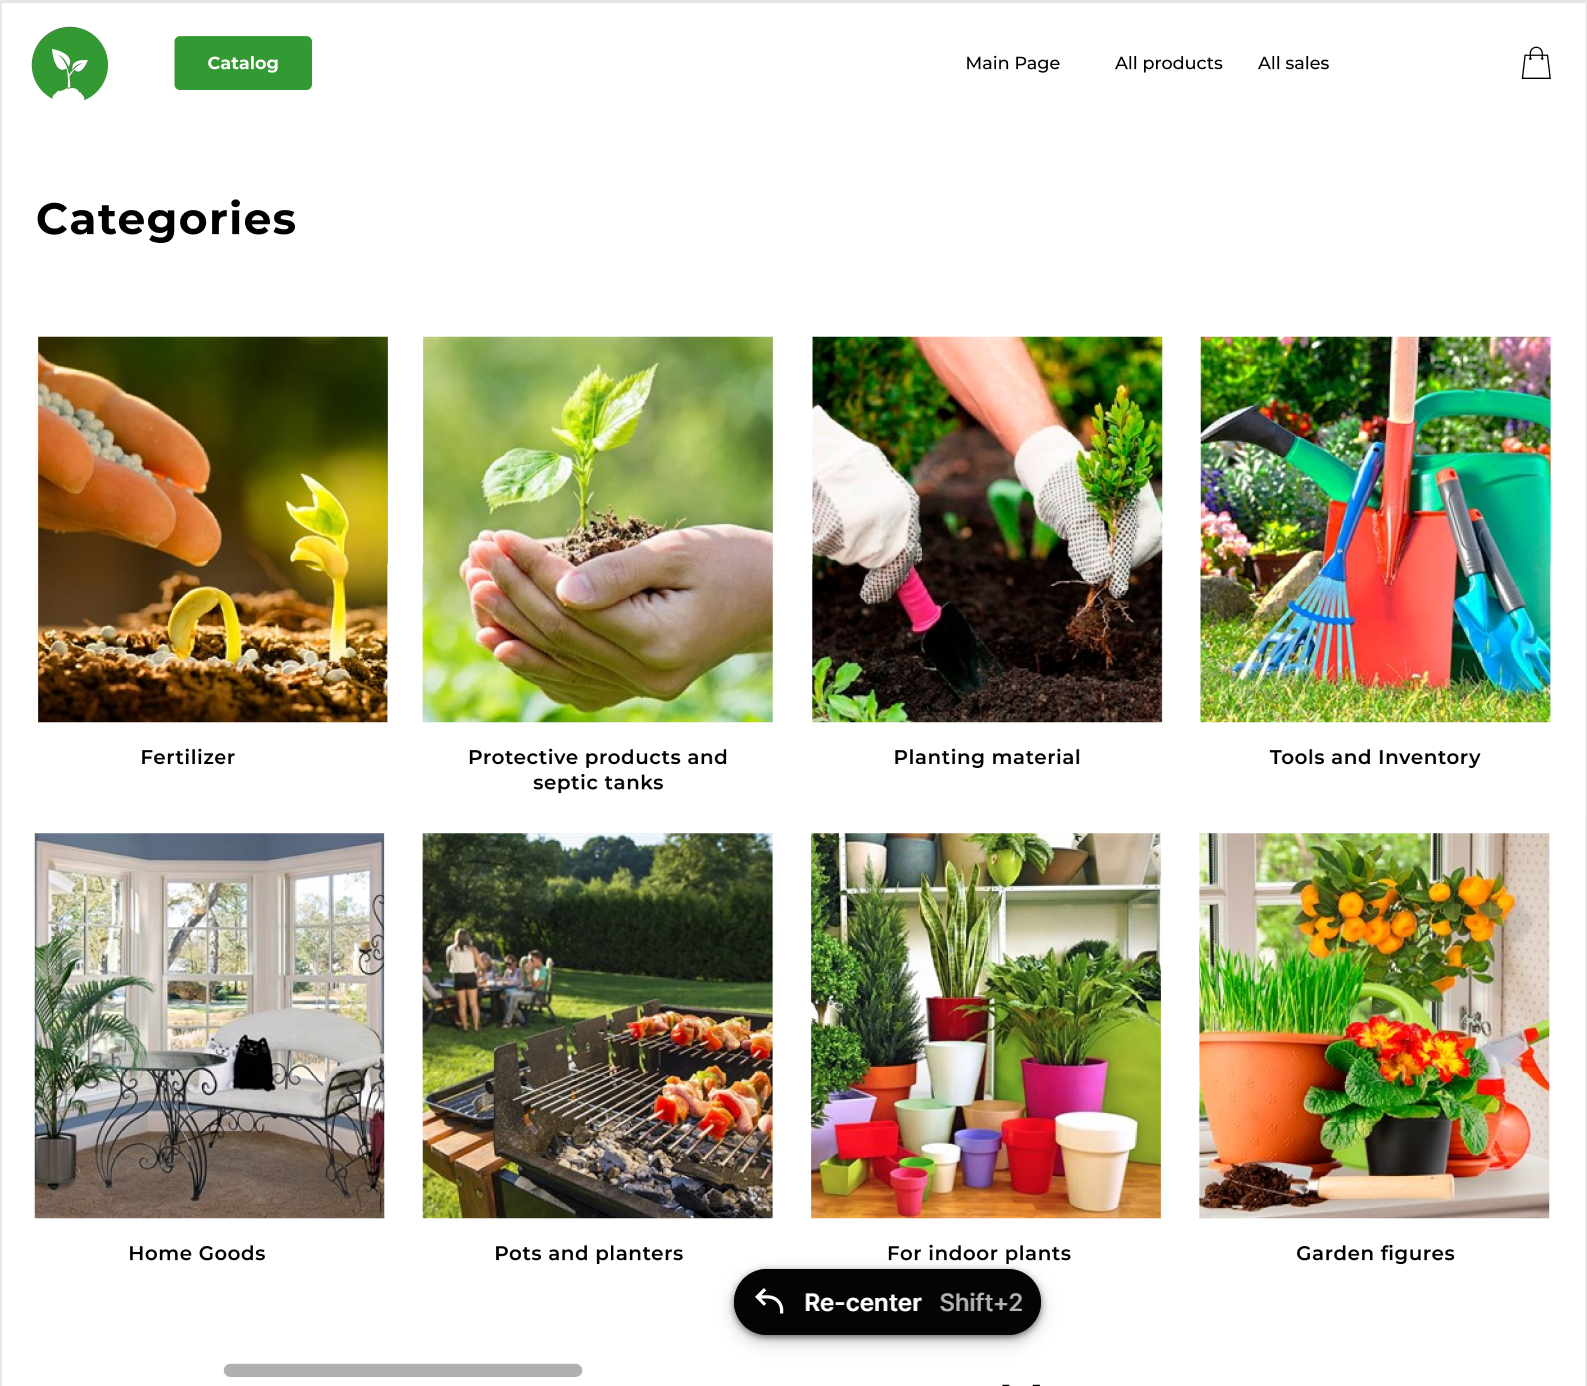 Catalog
Main Page
All products
All sales
Categories
Fertilizer
Protective products and
septic tanks
Planting material
Tools and Inventory
Home Goods
Pots and planters
For indoor plants
Garden figures
Re-center Shift+2